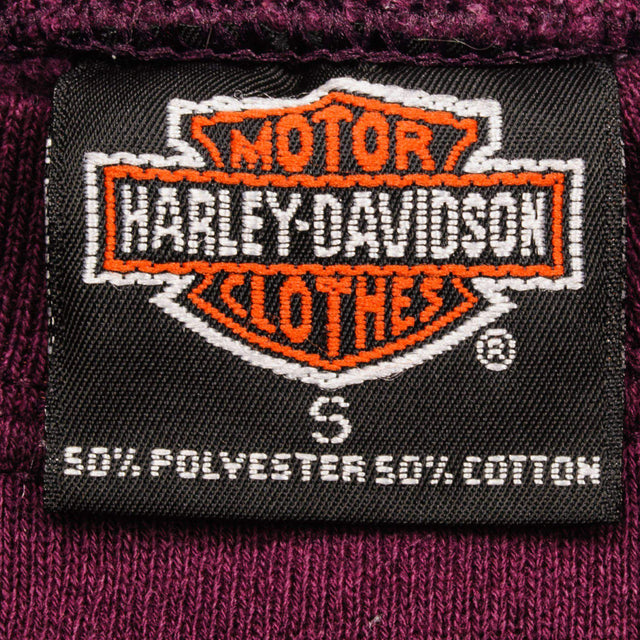 MOTOR
HARLEY-DAVIDSON
CLOTHES
®
S
50% POLYESTER 50% COTTON